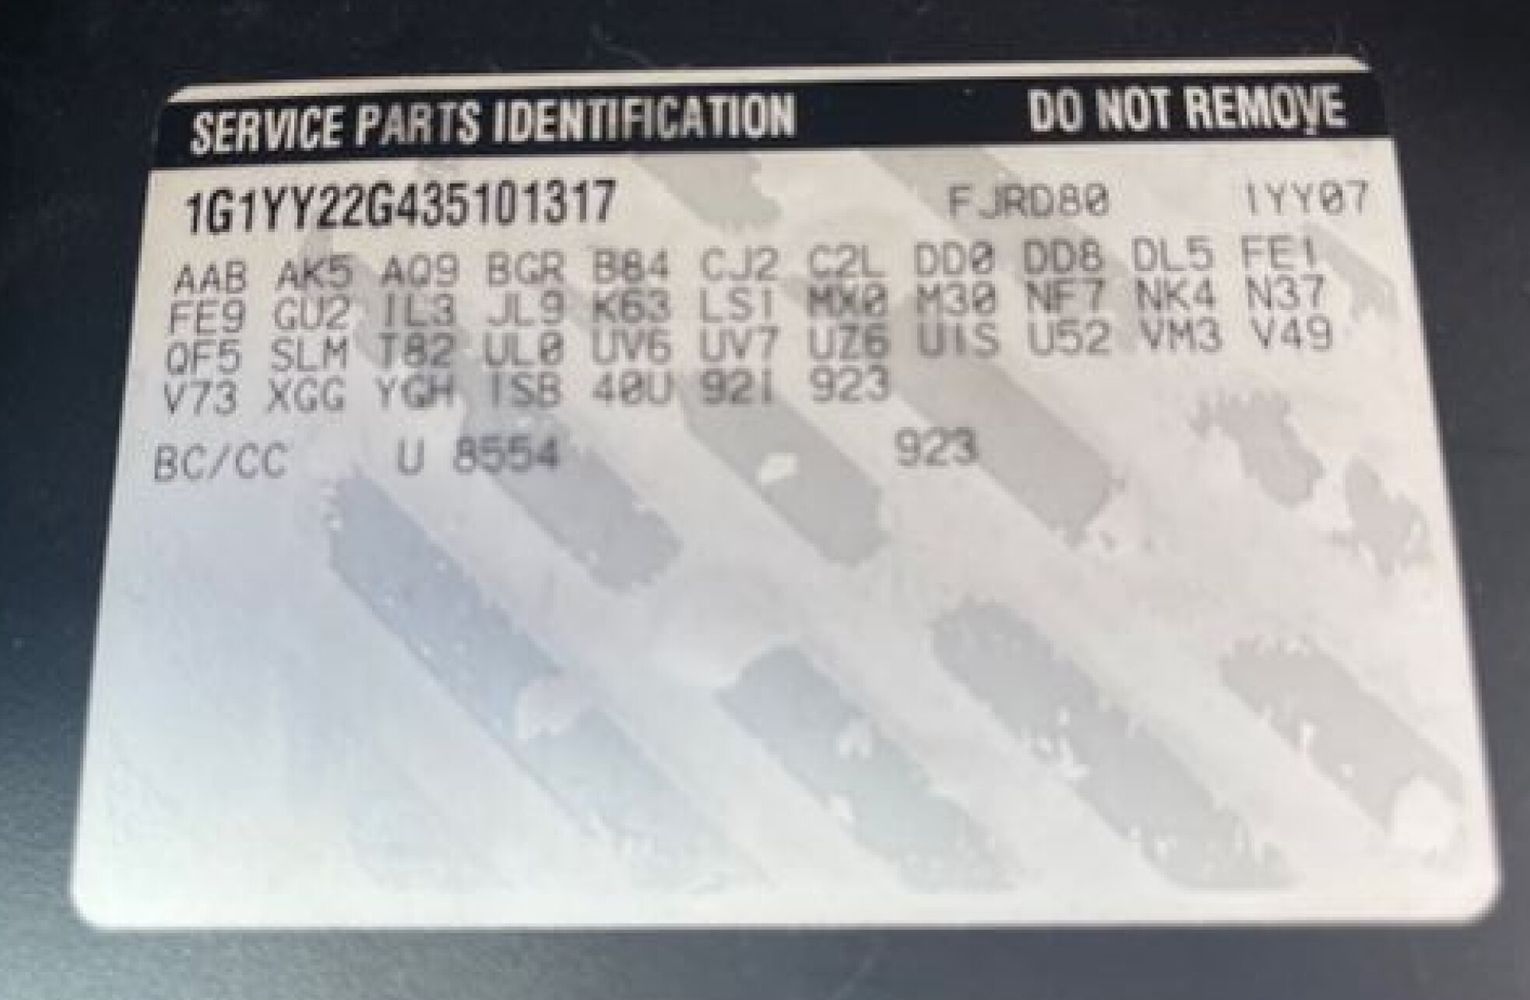 SERVICE PARTS IDENTIFICATION DO NOT REMOVE
1G1YY22G435101317 FJRD80 1YY07
AAB AK5 AQ9 BGR B84 CJ2 C2L DD0 DD8 DL5 FE1
FE9 GU2 1L3 JL9 K63 LS1 MX0 M30 NF7 NK4 N37
QF5 SLM T82 UL0 UV6 UV7 UZ6 U1S U52 VM3 V49
V73 XGG YGH 1SB 40U 921 923
BC/CC U 8554 923